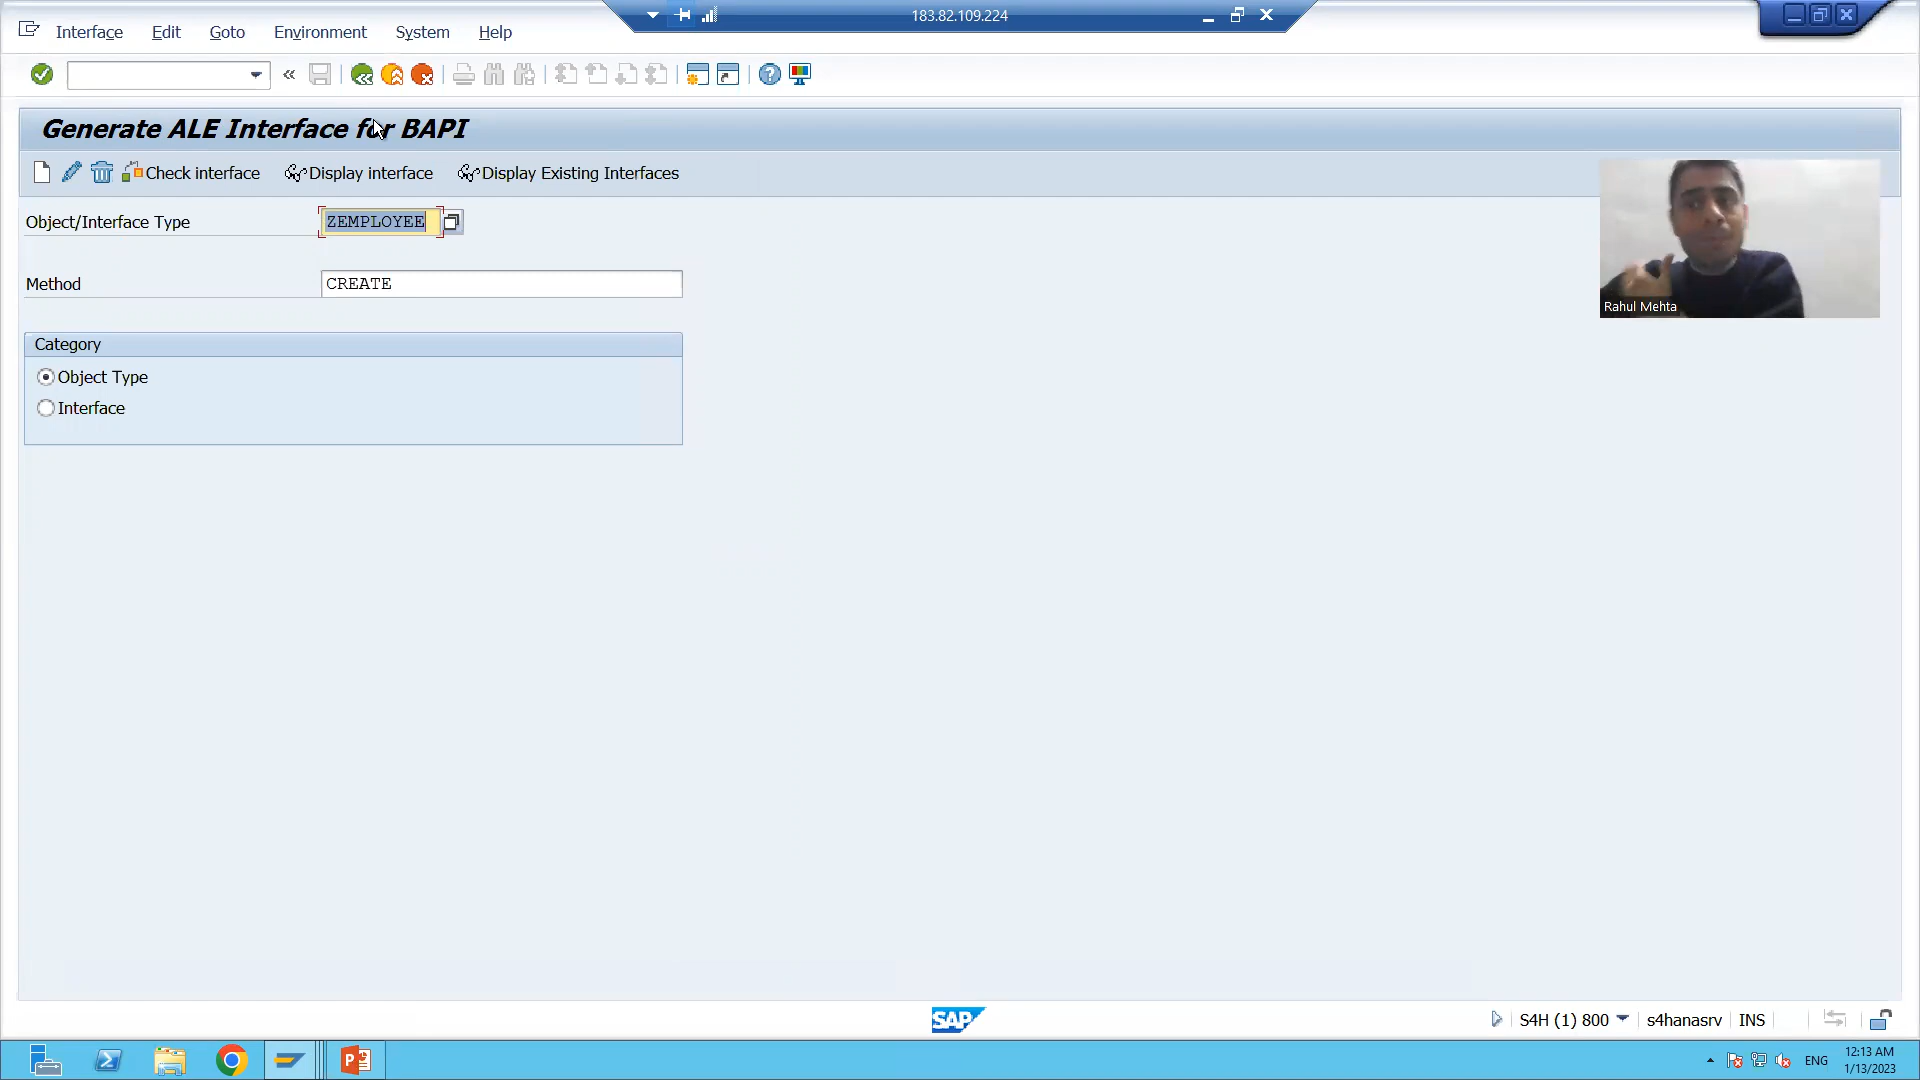 183.82.109.224
Interface Edit Goto Environment System Help
Generate ALE Interface for BAPI
Check interface Display interface Display Existing Interfaces
Object/Interface Type ZEMPLOYEE
Method CREATE
Category
Object Type
Interface
Rahul Mehta
SAP
S4H (1) 800 s4hanasrv INS
ENG 12:13 AM
1/13/2023